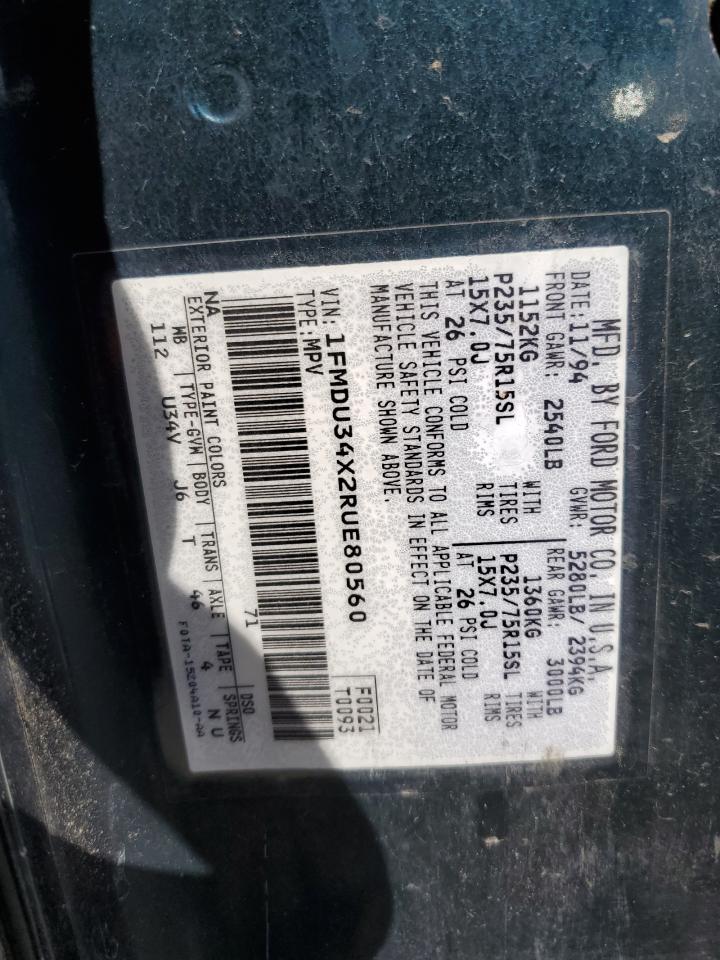 MFD. BY FORD MOTOR CO. IN U.S.A.
DATE: 11/94 GVWR: 5280LB/ 2394KG
FRONT GAWR: 2540LB REAR GAWR: 3000LB
1152KG WITH 1360KG WITH
P235/75R15SL TIRES P235/75R15SL TIRES
15X7.0J RIMS 15X7.0J RIMS
AT 26 PSI COLD AT 26 PSI COLD
THIS VEHICLE CONFORMS TO ALL APPLICABLE FEDERAL MOTOR
VEHICLE SAFETY STANDARDS IN EFFECT ON THE DATE OF
MANUFACTURE SHOWN ABOVE.
F0021
T0093
VIN: 1FMDU34X2RUE80560
TYPE: MPV
71
NA EXTERIOR PAINT COLORS DSO
WB | TYPE-GVW | BODY | TRANS | AXLE | TAPE | SPRINGS
112 U34V J6 T 46 4 N U
F0TA-15204A10-AA